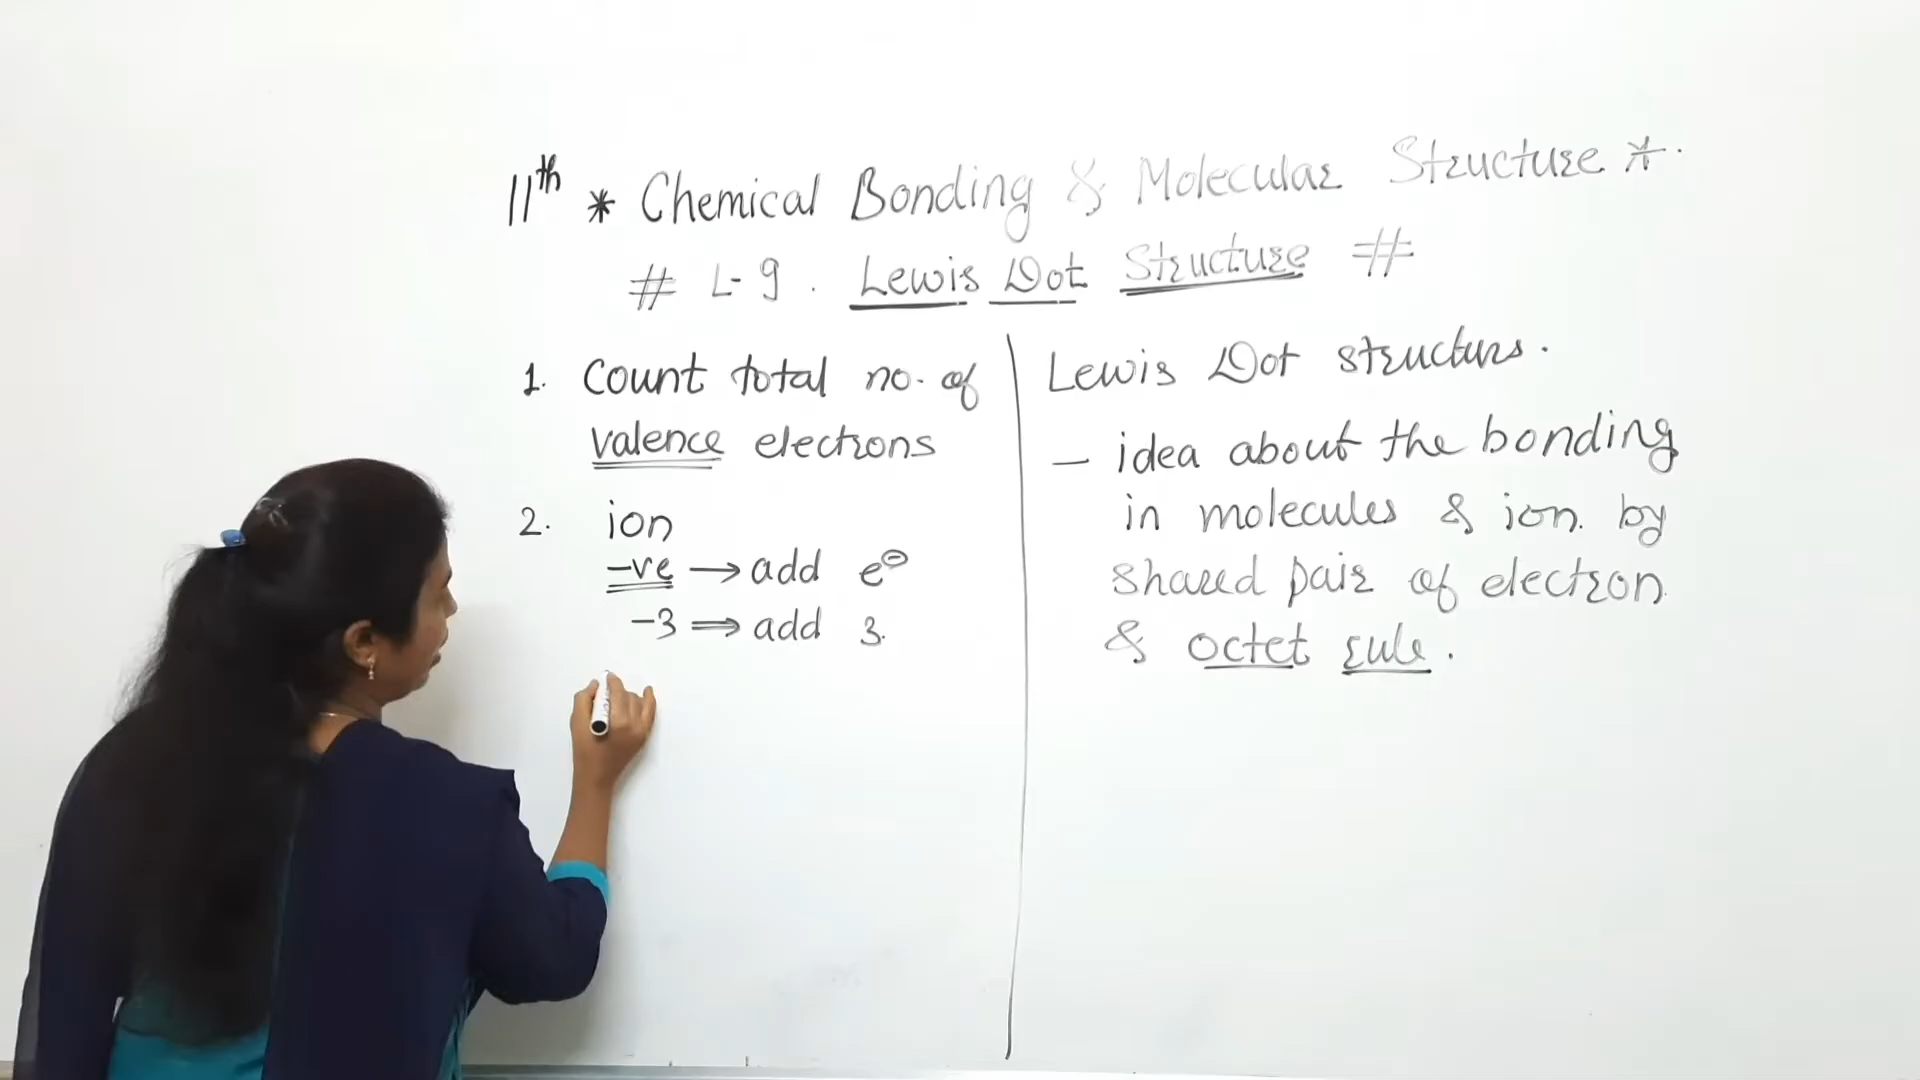 11th * Chemical Bonding & Molecular Structure *.
# L-9. Lewis Dot Structure #
1. Count total no. of
valence electrons
2. ion
-ve → add e⊖
-3 ⟹ add 3.
Lewis Dot structurs.
— idea about the bonding
in molecules & ion. by
shared pair of electron
& octet rule.